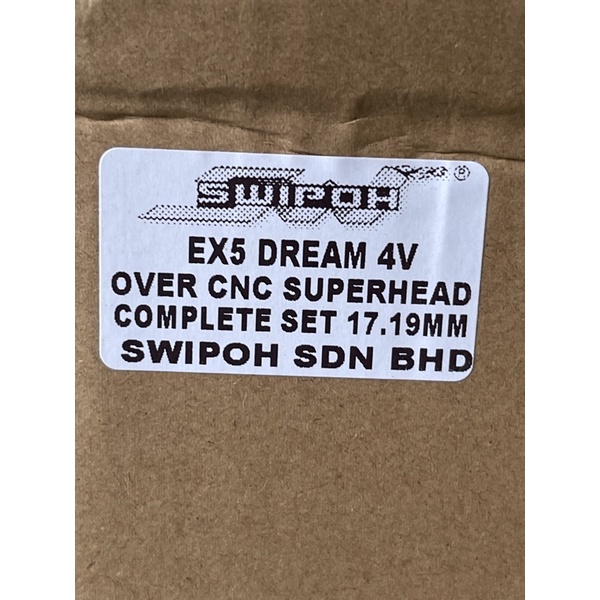 SWIPOH ®
EX5 DREAM 4V
OVER CNC SUPERHEAD
COMPLETE SET 17.19MM
SWIPOH SDN BHD